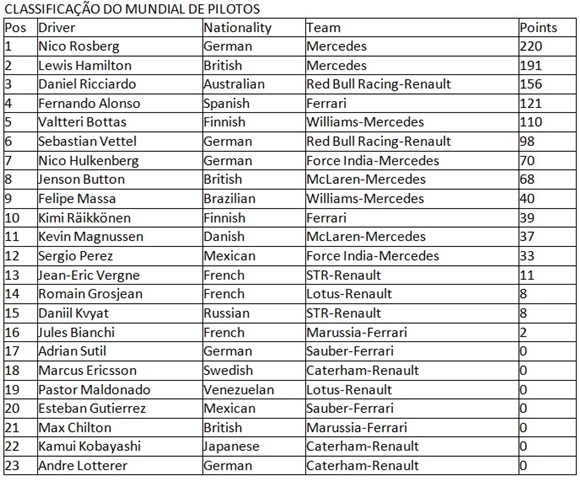 CLASSIFICAÇÃO DO MUNDIAL DE PILOTOS
Pos Driver Nationality Team Points
1 Nico Rosberg German Mercedes 220
2 Lewis Hamilton British Mercedes 191
3 Daniel Ricciardo Australian Red Bull Racing-Renault 156
4 Fernando Alonso Spanish Ferrari 121
5 Valtteri Bottas Finnish Williams-Mercedes 110
6 Sebastian Vettel German Red Bull Racing-Renault 98
7 Nico Hulkenberg German Force India-Mercedes 70
8 Jenson Button British McLaren-Mercedes 68
9 Felipe Massa Brazilian Williams-Mercedes 40
10 Kimi Räikkönen Finnish Ferrari 39
11 Kevin Magnussen Danish McLaren-Mercedes 37
12 Sergio Perez Mexican Force India-Mercedes 33
13 Jean-Eric Vergne French STR-Renault 11
14 Romain Grosjean French Lotus-Renault 8
15 Daniil Kvyat Russian STR-Renault 8
16 Jules Bianchi French Marussia-Ferrari 2
17 Adrian Sutil German Sauber-Ferrari 0
18 Marcus Ericsson Swedish Caterham-Renault 0
19 Pastor Maldonado Venezuelan Lotus-Renault 0
20 Esteban Gutierrez Mexican Sauber-Ferrari 0
21 Max Chilton British Marussia-Ferrari 0
22 Kamui Kobayashi Japanese Caterham-Renault 0
23 Andre Lotterer German Caterham-Renault 0